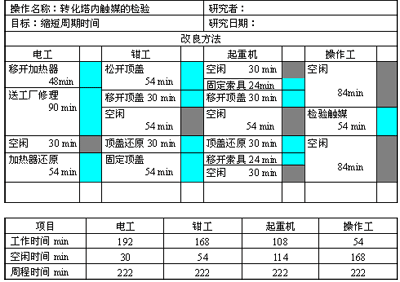 操作名称：转化塔内触媒的检验 研究者：
目标：缩短周期时间 研究日期：
改良方法
电工 钳工 起重机 操作工
移开加热器 48min 松开顶盖 54 min 空闲 30 min 空闲 84min
固定索具 24min
送工厂修理 90 min 移开顶盖 30 min 移开顶盖 30 min
空闲 54 min 空闲 54 min 检验触媒 54 min
空闲 30 min 顶盖还原 30 min 顶盖还原 30 min 空闲 84min
加热器还原 54 min 固定顶盖 54 min 移开索具 24 min
空闲 30 min
项目 电工 钳工 起重机 操作工
工作时间 min 192 168 108 54
空闲时间 min 30 54 114 168
周程时间 min 222 222 222 222